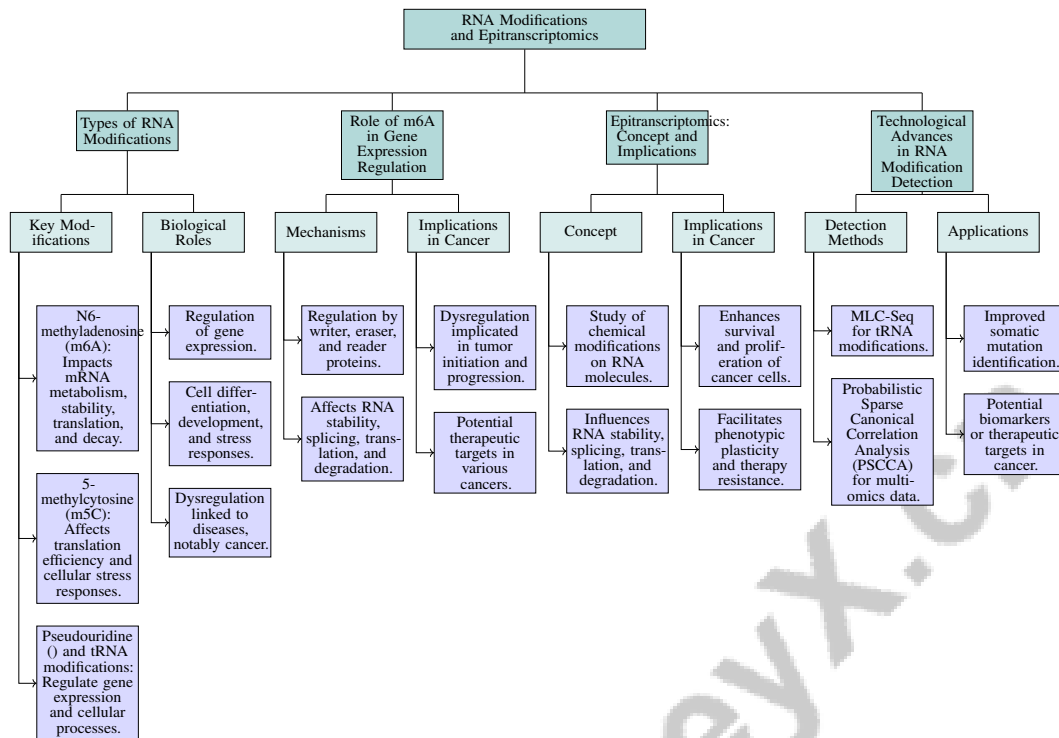 RNA Modifications
and Epitranscriptomics
Types of RNA
Modifications
Role of m6A
in Gene
Expression
Regulation
Epitranscriptomics:
Concept and
Implications
Technological
Advances
in RNA
Modification
Detection
Key Mod-
ifications
Biological
Roles
Mechanisms
Implications
in Cancer
Concept
Implications
in Cancer
Detection
Methods
Applications
N6-
methyladenosine
(m6A):
Impacts
mRNA
metabolism,
stability,
translation,
and decay.
5-
methylcytosine
(m5C):
Affects
translation
efficiency and
cellular stress
responses.
Pseudouridine
() and tRNA
modifications:
Regulate gene
expression
and cellular
processes.
Regulation
of gene
expression.
Cell differ-
entiation,
development,
and stress
responses.
Dysregulation
linked to
diseases,
notably cancer.
Regulation by
writer, eraser,
and reader
proteins.
Affects RNA
stability,
splicing, trans-
lation, and
degradation.
Dysregulation
implicated
in tumor
initiation and
progression.
Potential
therapeutic
targets in
various
cancers.
Study of
chemical
modifications
on RNA
molecules.
Influences
RNA stability,
splicing, trans-
lation, and
degradation.
Enhances
survival
and prolif-
eration of
cancer cells.
Facilitates
phenotypic
plasticity
and therapy
resistance.
MLC-Seq
for tRNA
modifications.
Probabilistic
Sparse
Canonical
Correlation
Analysis
(PSCCA)
for multi-
omics data.
Improved
somatic
mutation
identification.
Potential
biomarkers
or therapeutic
targets in
cancer.